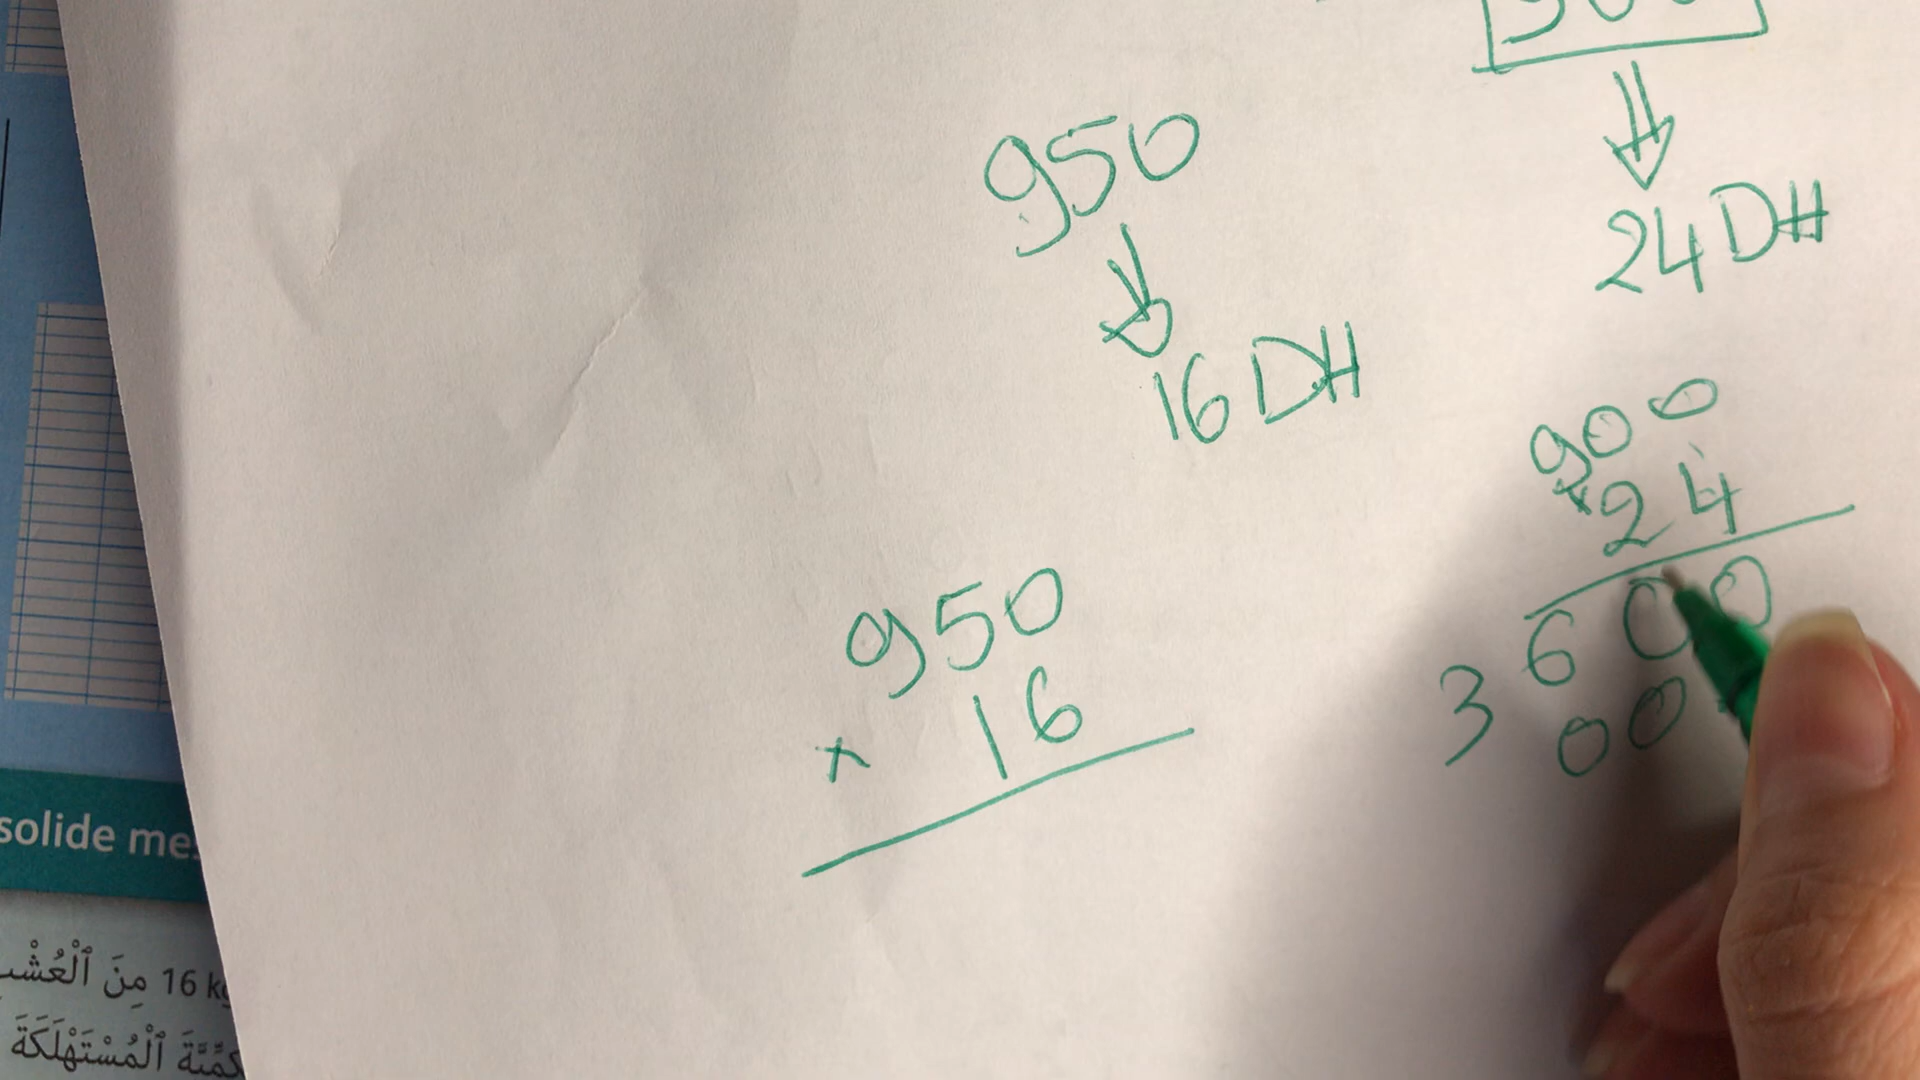 950
16 DH
24 DH
900
× 24
3600
00
950
× 16
solide me
مِنَ ٱلْعُشْبِ 16 kg
ٱلْمُسْتَهْلَكَةَ